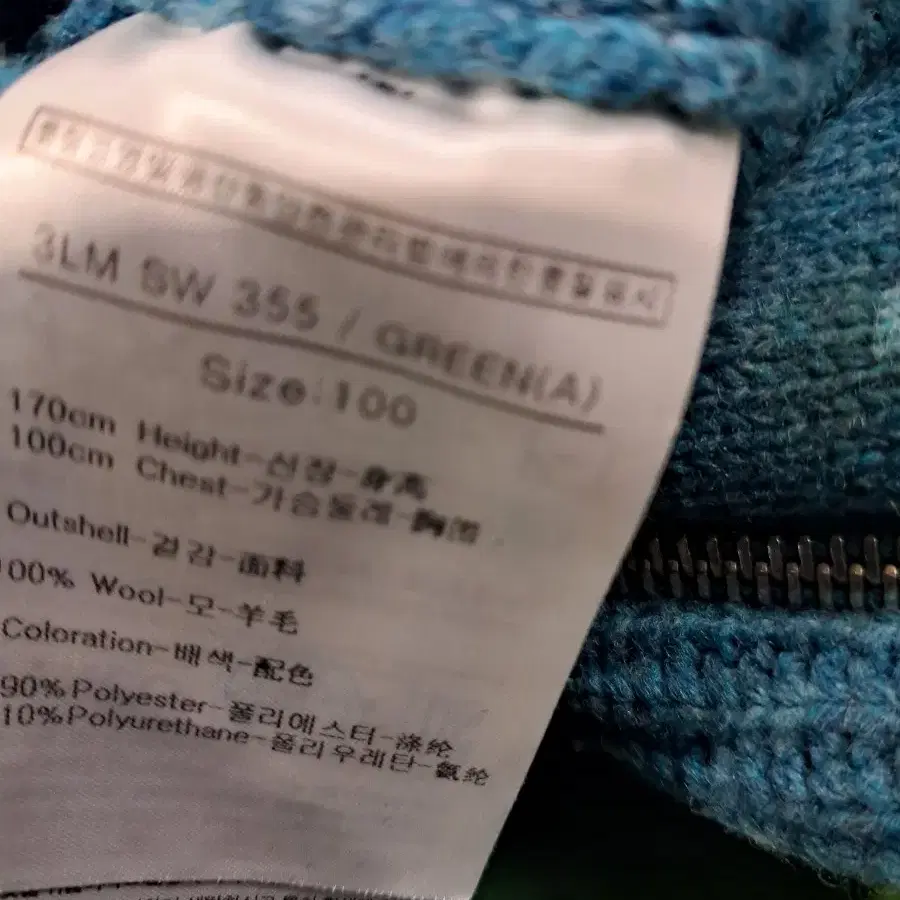 3LM SW 355 / GREEN(A)
Size:100
170cm Height-신장-身高
100cm Chest-가슴둘레-胸围
Outshell-겉감-面料
100% Wool-모-羊毛
Coloration-배색-配色
90%Polyester-폴리에스터-涤纶
10%Polyurethane-폴리우레탄-氨纶